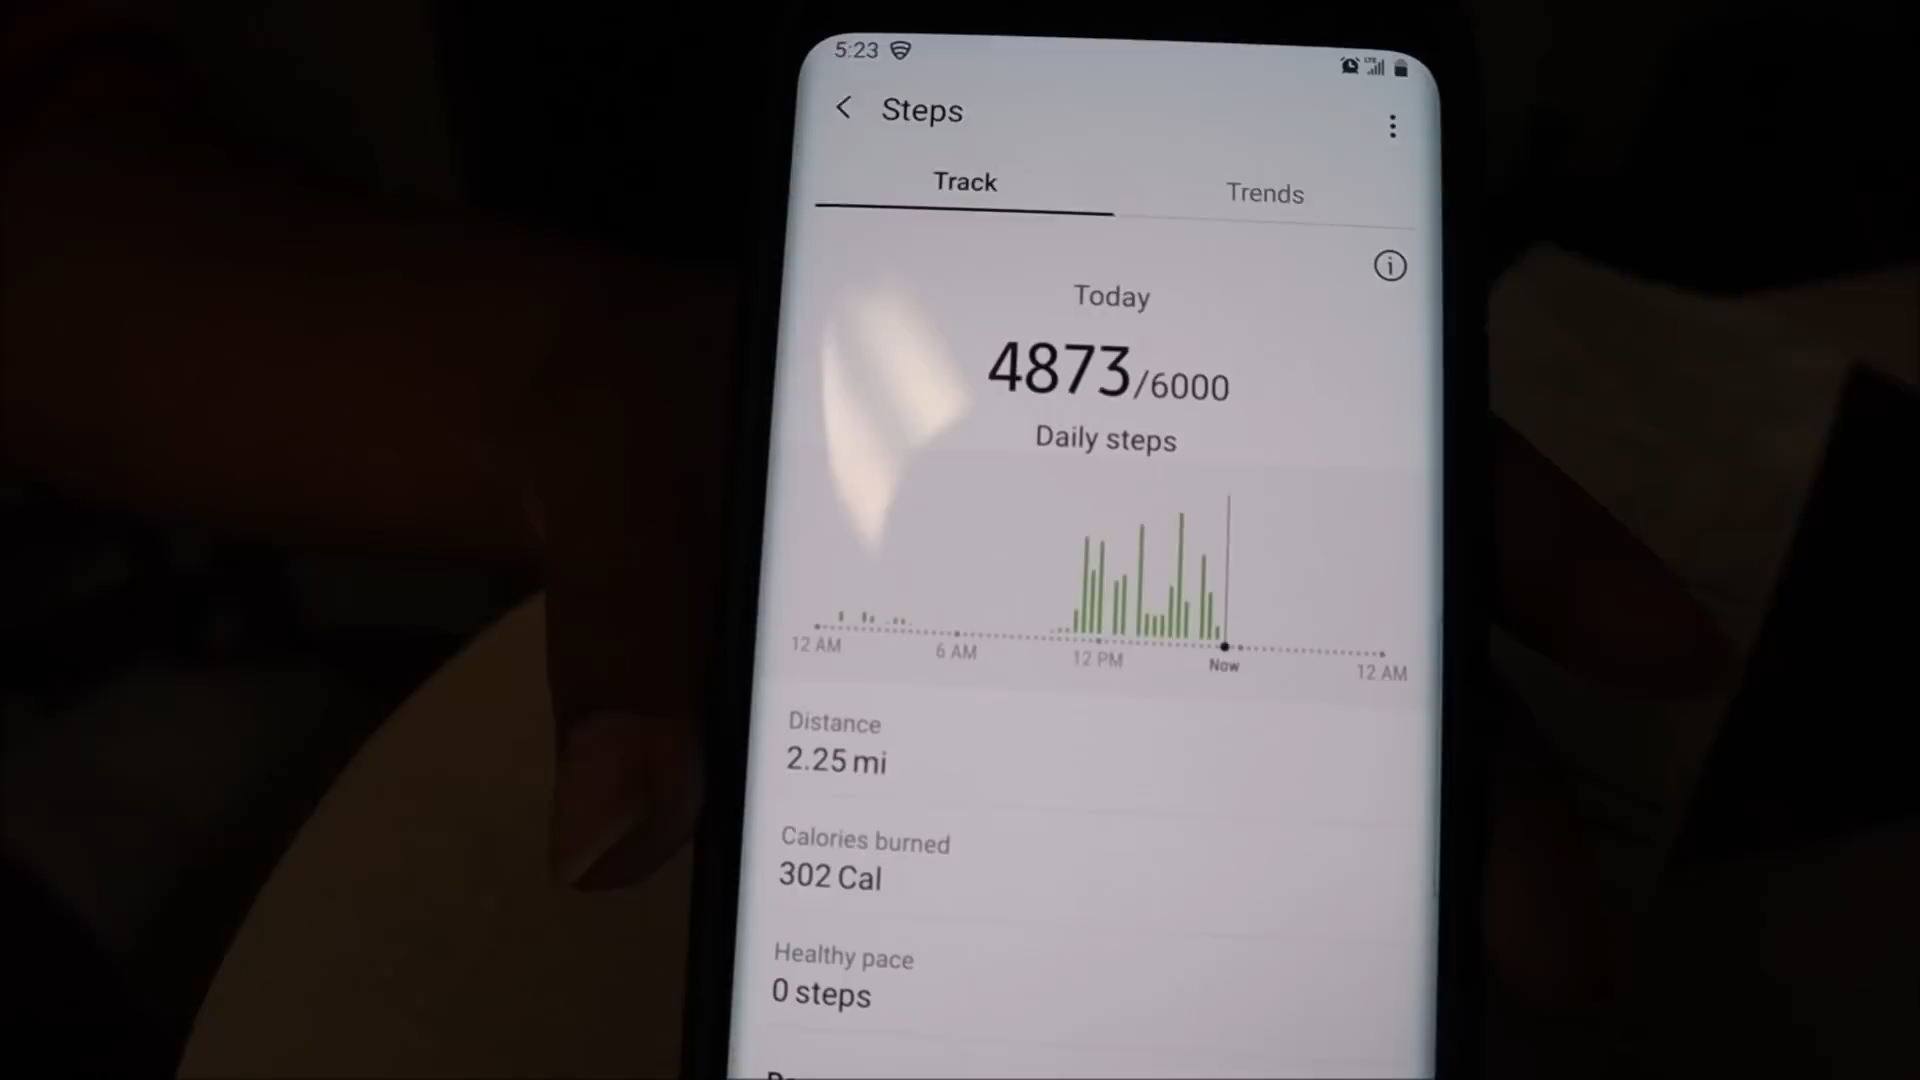 5:23 LTE
Steps
Track Trends
Today
4873/6000
Daily steps
12 AM 6 AM 12 PM Now 12 AM
Distance
2.25 mi
Calories burned
302 Cal
Healthy pace
0 steps